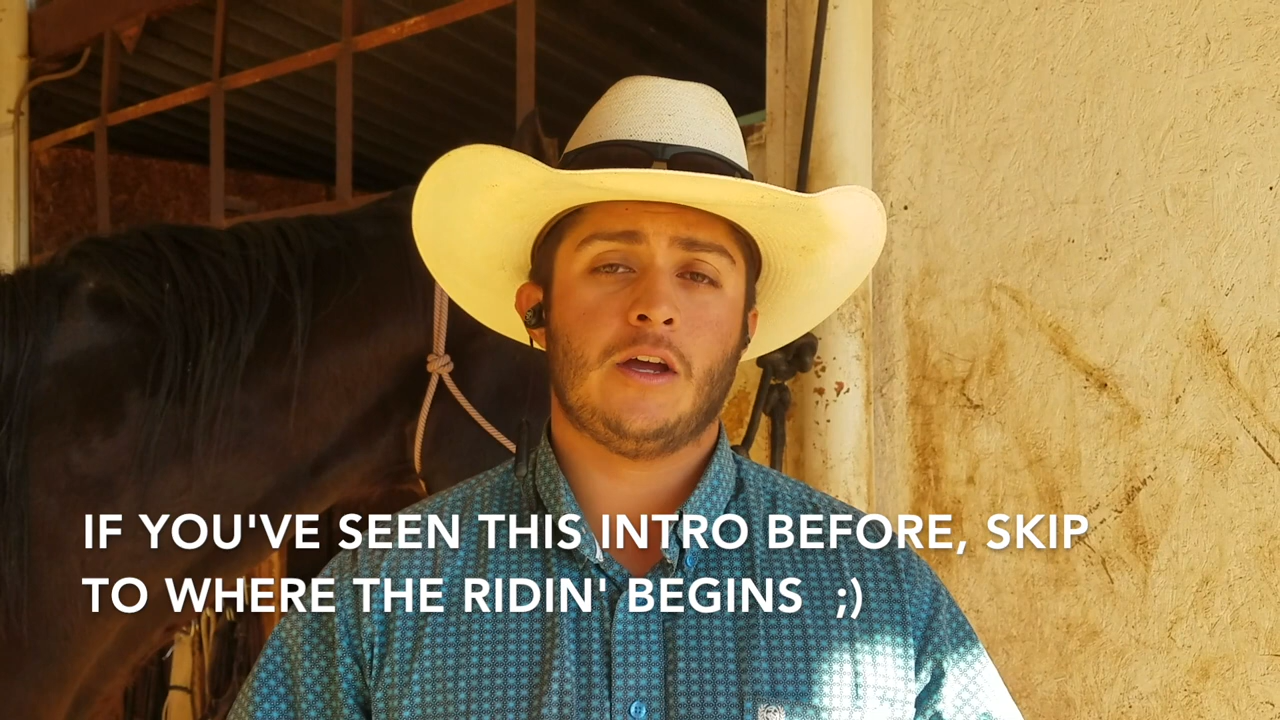 IF YOU'VE SEEN THIS INTRO BEFORE, SKIP
TO WHERE THE RIDIN' BEGINS ;)